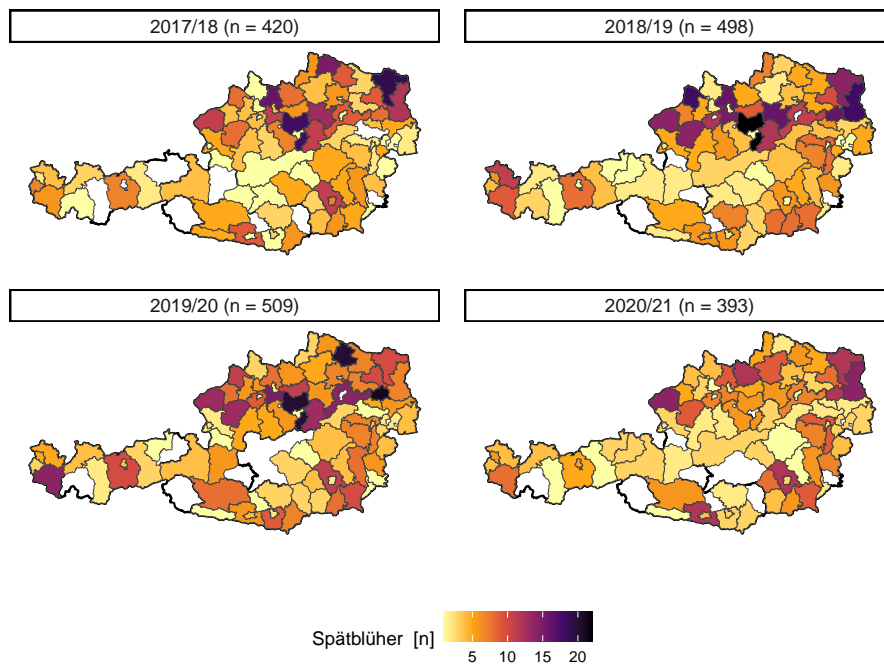 2017/18 (n = 420)
2018/19 (n = 498)
2019/20 (n = 509)
2020/21 (n = 393)
Spätblüher [n]
5 10 15 20